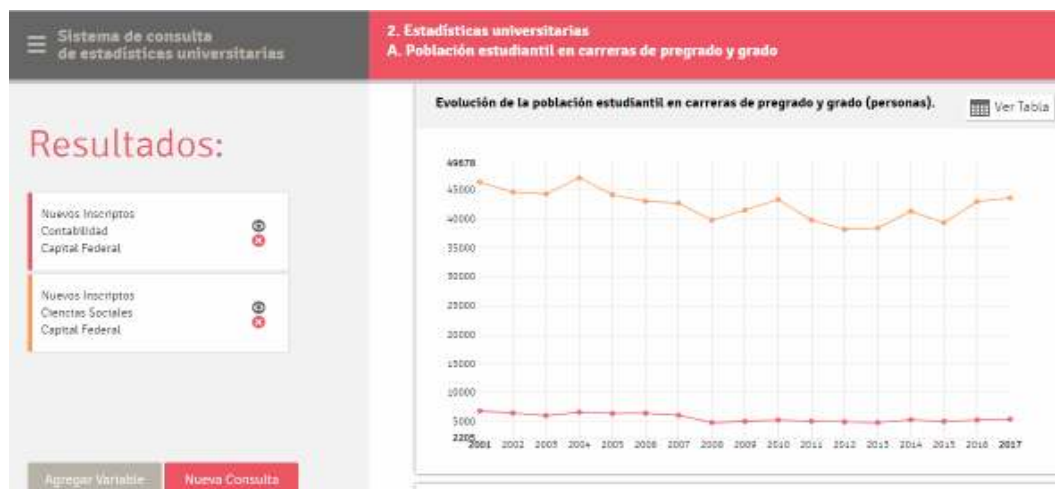 Sistema de consulta
de estadísticas universitarias
2. Estadísticas universitarias
A. Población estudiantil en carreras de pregrado y grado
Resultados:
Nuevos Inscriptos
Contabilidad
Capital Federal
Nuevos Inscriptos
Ciencias Sociales
Capital Federal
Agregar Variable
Nueva Consulta
Evolución de la población estudiantil en carreras de pregrado y grado (personas).
Ver Tabla
49678
45000
40000
35000
30000
25000
20000
15000
10000
5000
2205
2001 2002 2003 2004 2005 2006 2007 2008 2009 2010 2011 2012 2013 2014 2015 2016 2017